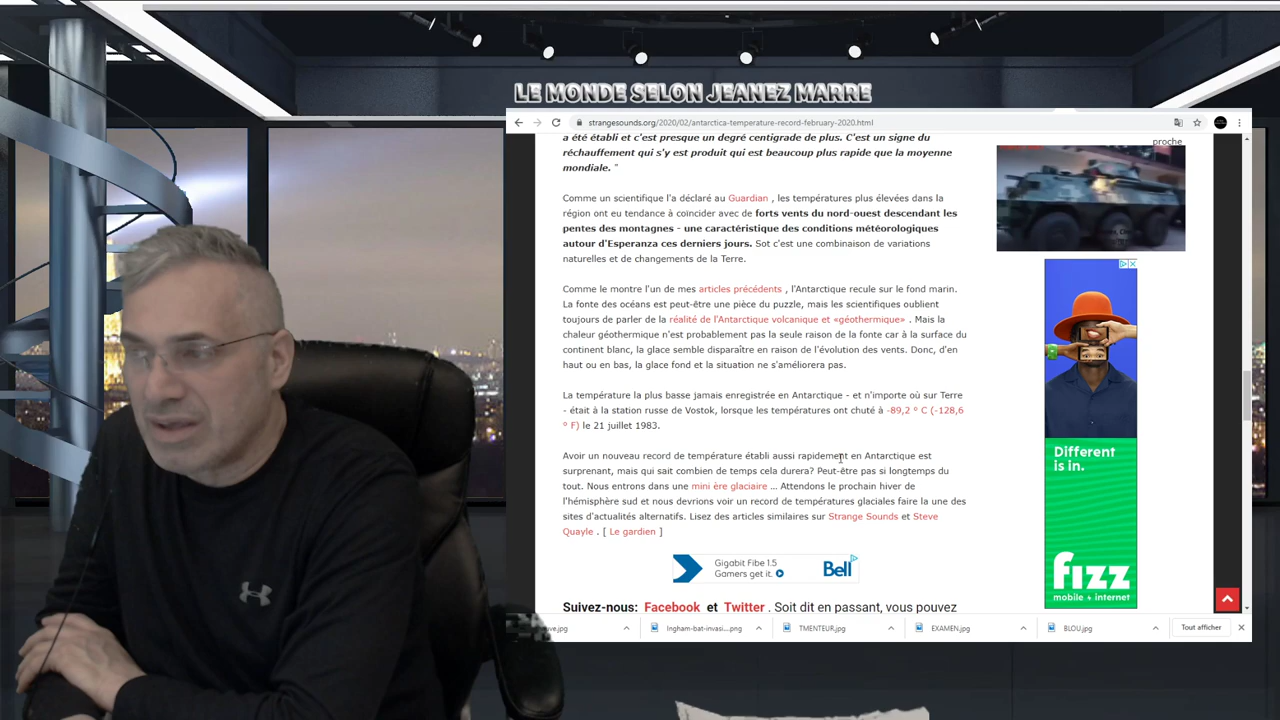 LE MONDE SELON JEANEZ MARRE
strangesounds.org/2020/02/antarctica-temperature-record-february-2020.html
a été établi et c'est presque un degré centigrade de plus. C'est un signe du
réchauffement qui s'y est produit qui est beaucoup plus rapide que la moyenne
mondiale. "
Comme un scientifique l'a déclaré au Guardian , les températures plus élevées dans la
région ont eu tendance à coïncider avec de forts vents du nord-ouest descendant les
pentes des montagnes - une caractéristique des conditions météorologiques
autour d'Esperanza ces derniers jours. Sot c'est une combinaison de variations
naturelles et de changements de la Terre.
Comme le montre l'un de mes articles précédents , l'Antarctique recule sur le fond marin.
La fonte des océans est peut-être une pièce du puzzle, mais les scientifiques oublient
toujours de parler de la réalité de l'Antarctique volcanique et «géothermique» . Mais la
chaleur géothermique n'est probablement pas la seule raison de la fonte car à la surface du
continent blanc, la glace semble disparaître en raison de l'évolution des vents. Donc, d'en
haut ou en bas, la glace fond et la situation ne s'améliorera pas.
La température la plus basse jamais enregistrée en Antarctique - et n'importe où sur Terre
- était à la station russe de Vostok, lorsque les températures ont chuté à -89,2 ° C (-128,6
° F) le 21 juillet 1983.
Avoir un nouveau record de température établi aussi rapidement en Antarctique est
surprenant, mais qui sait combien de temps cela durera? Peut-être pas si longtemps du
tout. Nous entrons dans une mini ère glaciaire ... Attendons le prochain hiver de
l'hémisphère sud et nous devrions voir un record de températures glaciales faire la une des
sites d'actualités alternatifs. Lisez des articles similaires sur Strange Sounds et Steve
Quayle . [ Le gardien ]
Gigabit Fibe 1.5
Gamers get it.
Bell
Suivez-nous: Facebook et Twitter . Soit dit en passant, vous pouvez
proche
Different
is in.
fizz
mobile + internet
Ingham-bat-invasi....png
TMENTEUR.jpg
EXAMEN.jpg
BLOU.jpg
Tout afficher